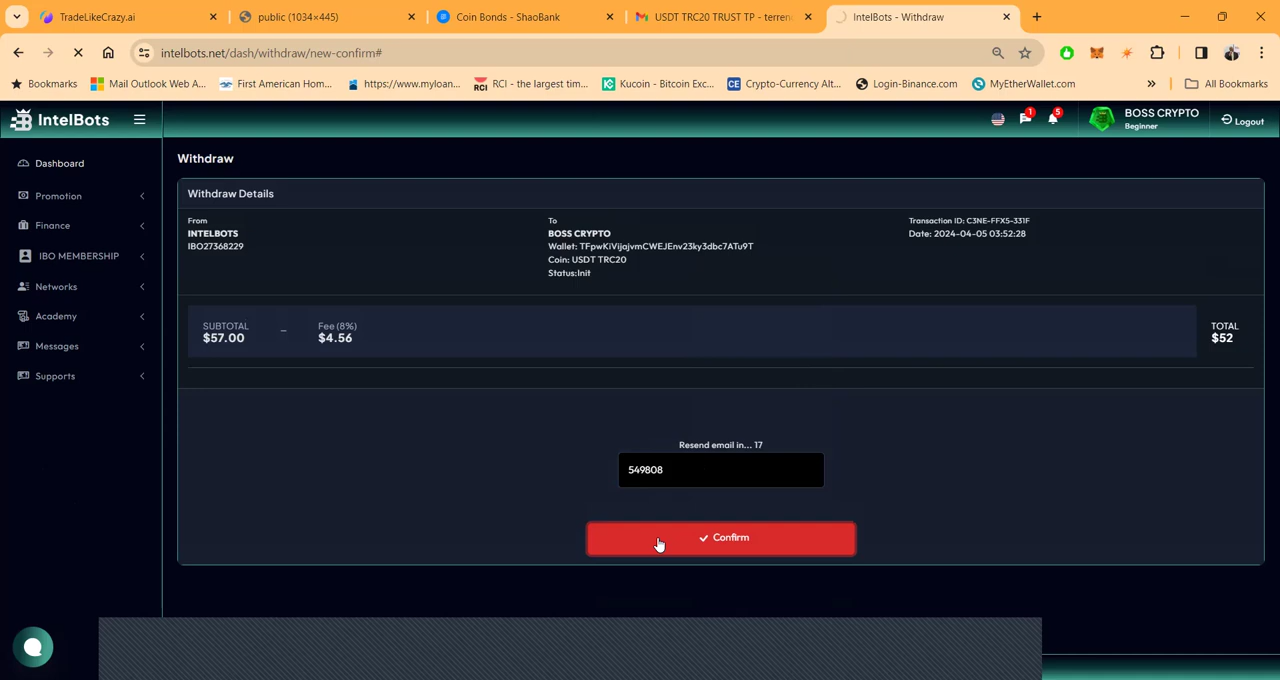 TradeLikeCrazy.ai
public (1034×445)
Coin Bonds - ShaoBank
USDT TRC20 TRUST TP - terren
IntelBots - Withdraw
intelbots.net/dash/withdraw/new-confirm#
Bookmarks
Mail Outlook Web A...
First American Hom...
https://www.myloan...
RCI - the largest tim...
Kucoin - Bitcoin Exc...
Crypto-Currency Alt...
Login-Binance.com
MyEtherWallet.com
»
All Bookmarks
IntelBots
1
5
BOSS CRYPTO
Beginner
Logout
Dashboard
Promotion
Finance
IBO MEMBERSHIP
Networks
Academy
Messages
Supports
Withdraw
Withdraw Details
From
INTELBOTS
IBO27368229
To
BOSS CRYPTO
Wallet: TFpwKiVijajvmCWEJEnv23ky3dbc7ATu9T
Coin: USDT TRC20
Status:Init
Transaction ID: C3NE-FFX5-331F
Date: 2024-04-05 03:52:28
SUBTOTAL
$57.00
–
Fee (8%)
$4.56
TOTAL
$52
Resend email in... 17
549808
Confirm